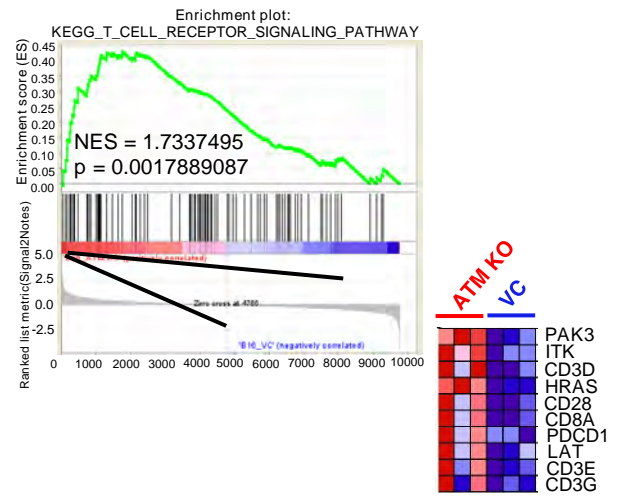 Enrichment plot:
KEGG_T_CELL_RECEPTOR_SIGNALING_PATHWAY
Enrichment score (ES)
0.45
0.40
0.35
0.30
0.25
0.20
0.15
0.10
0.05
0.00
NES = 1.7337495
p = 0.0017889087
Ranked list metric(Signal2Notes)
5.0
2.5
0.0
-2.5
correlated)
Zero cross at 4766
'B16_VC' (negatively correlated)
0 1000 2000 3000 4000 5000 6000 7000 8000 9000 10000
ATM KO
VC
PAK3
ITK
CD3D
HRAS
CD28
CD8A
PDCD1
LAT
CD3E
CD3G